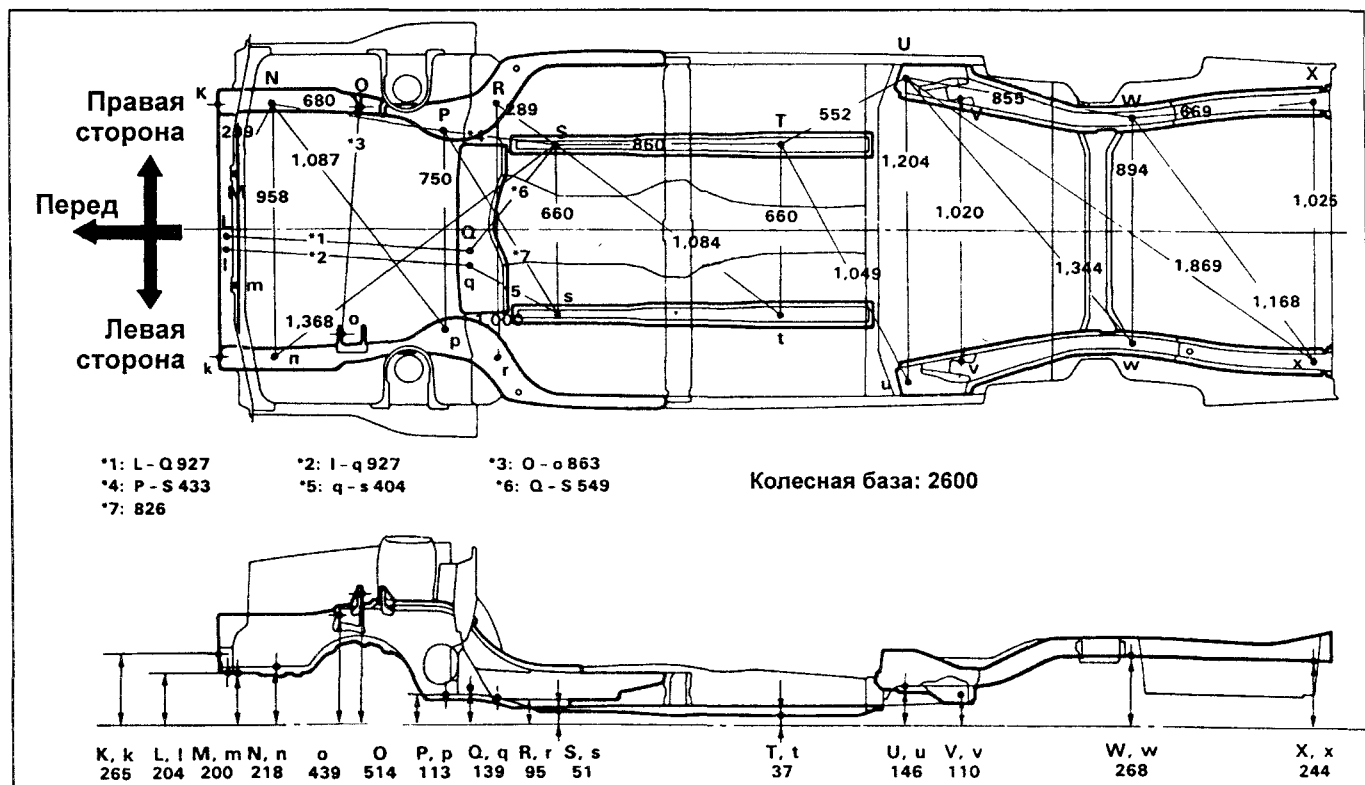 U
N
O
K
680
P
R
289
S
T
552
855
V
W
669
X
Правая
сторона
239
*3
*4
860
M
1,087
750
1,204
894
958
*6
Перед
L
*1
Q
660
660
1,020
1,025
l
*2
q
*7
1,084
m
1,049
1,344
1,869
1,168
Левая
сторона
1,368
o
5
s
p
t
k
n
r
u
v
w
x
*1: L - Q 927
*2: l - q 927
*3: O - o 863
*4: P - S 433
*5: q - s 404
*6: Q - S 549
Колесная база: 2600
*7: 826
K, k L, l M, m N, n o O P, p Q, q R, r S, s T, t U, u V, v W, w X, x
265 204 200 218 439 514 113 139 95 51 37 146 110 268 244